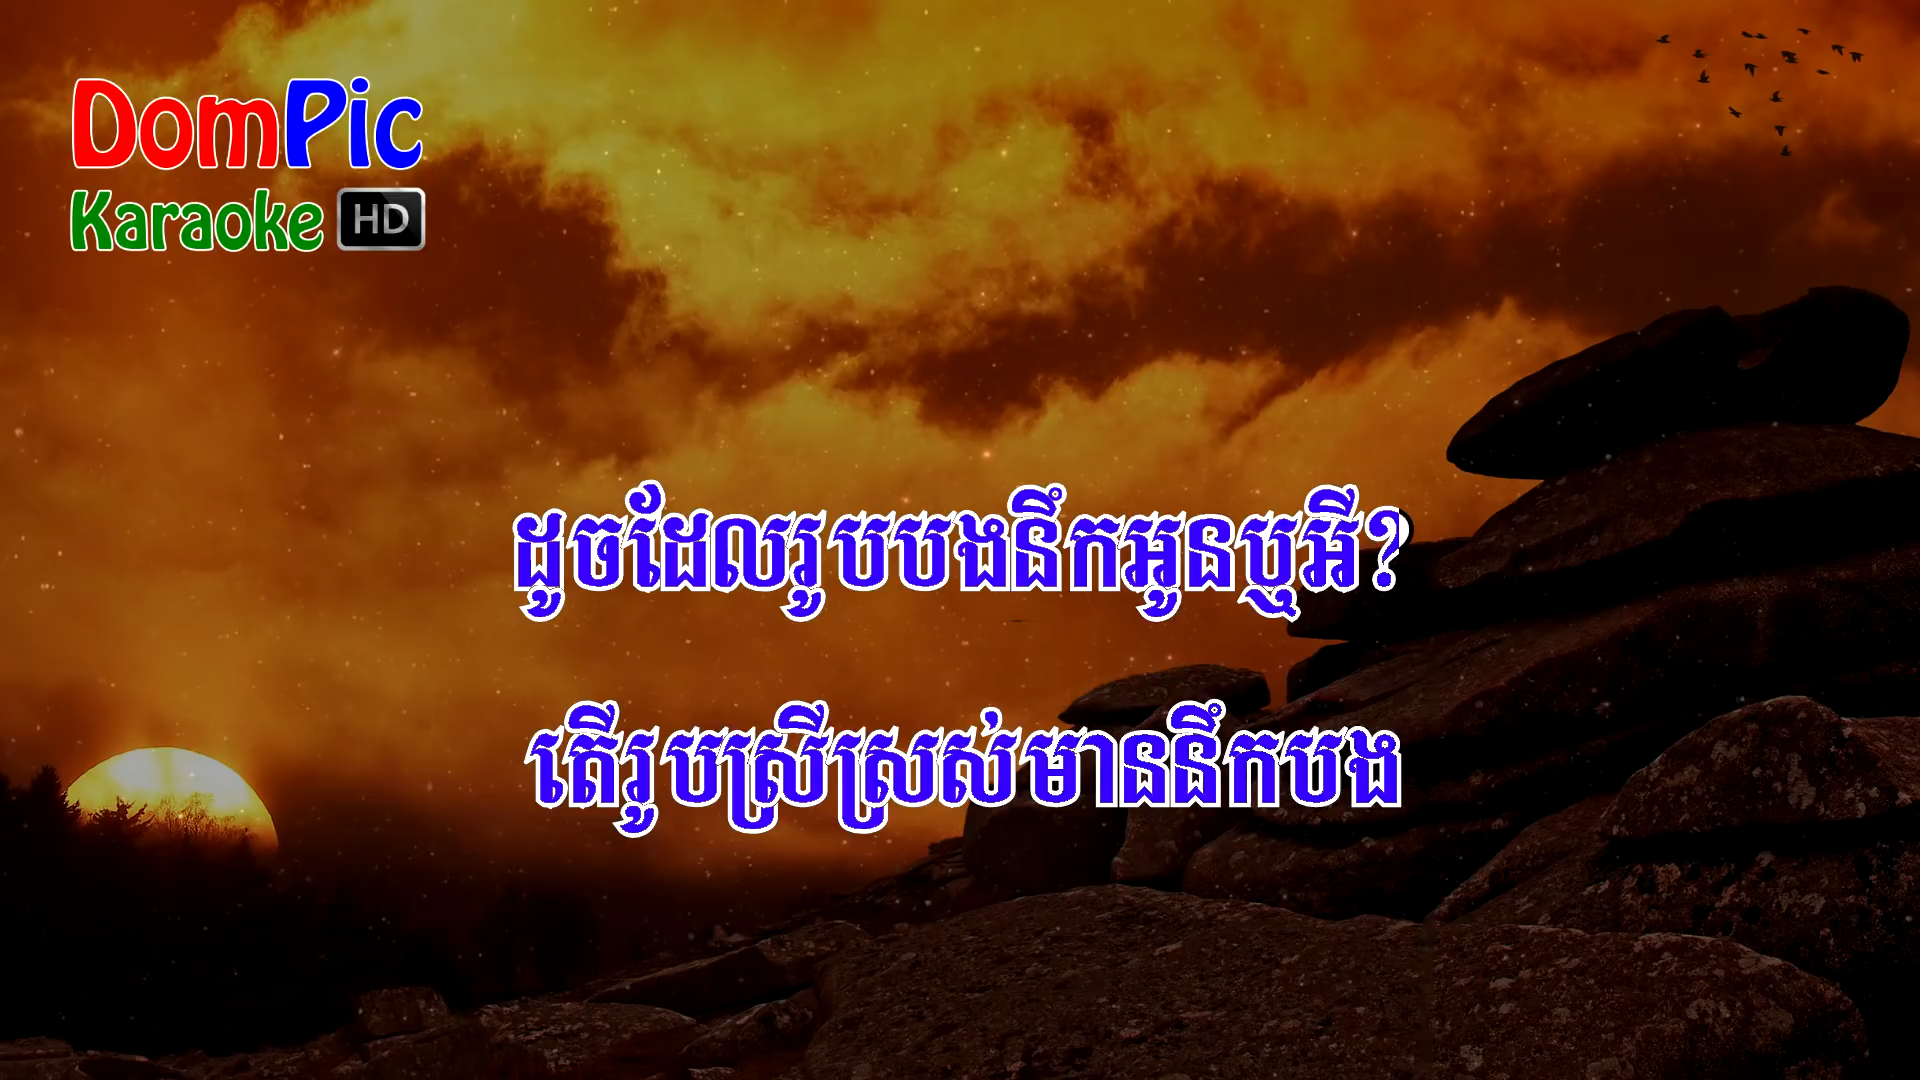 DomPic
Karaoke HD
ដូចដែលរូបបងនឹកអូនឬអី?
តើរូបស្រីស្រស់មាននឹកបង